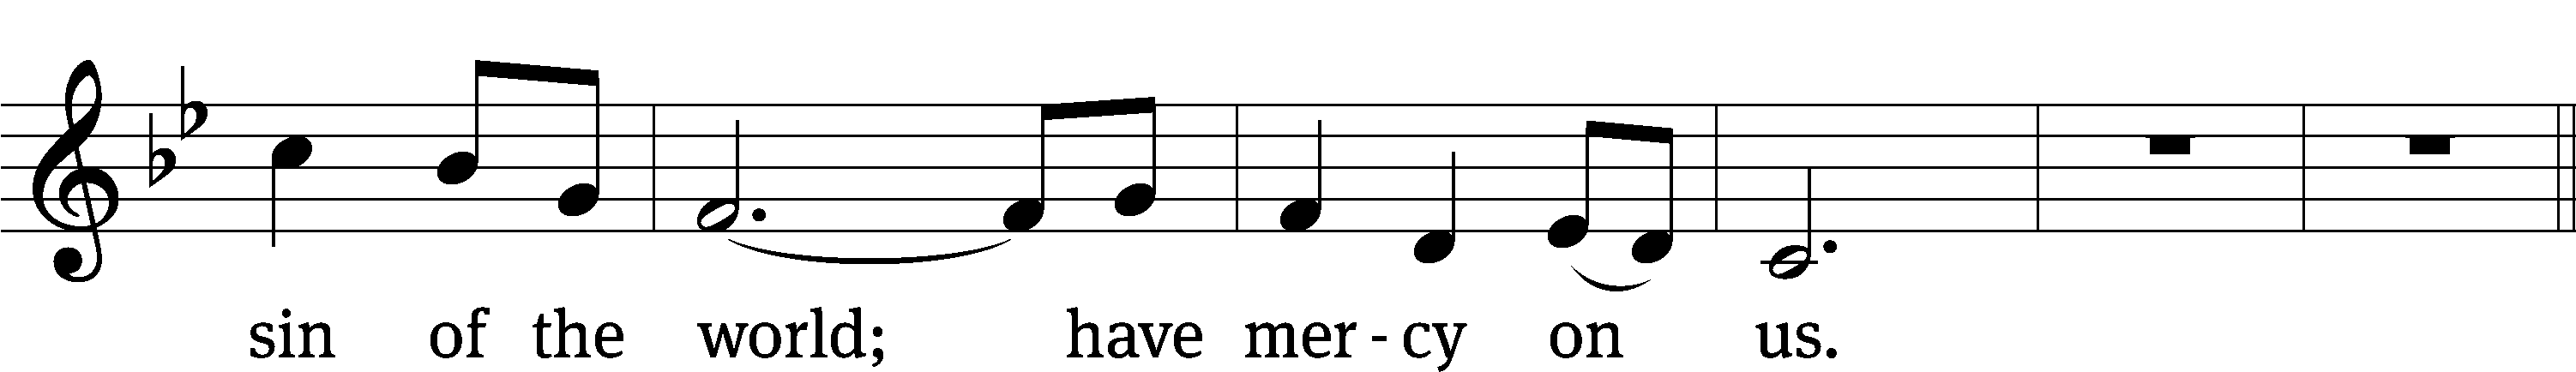 sin of the world; have mer - cy on us.